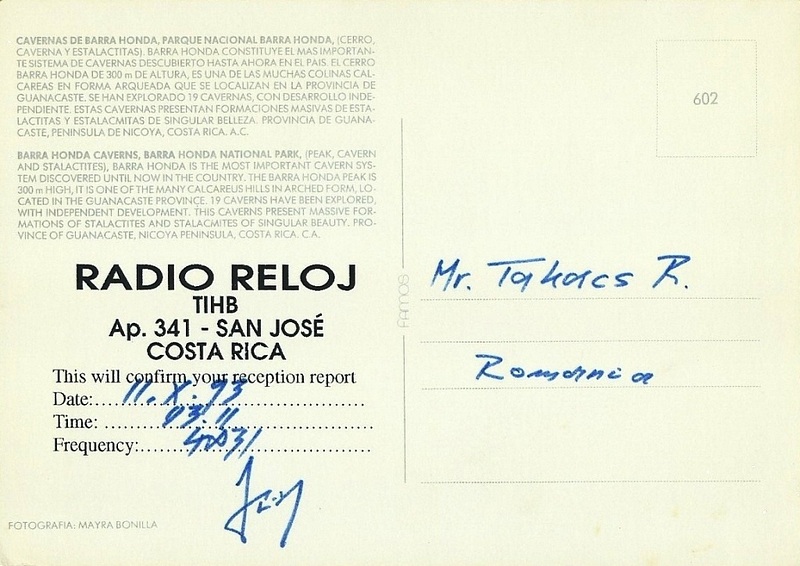 CAVERNAS DE BARRA HONDA, PARQUE NACIONAL BARRA HONDA, (CERRO,
CAVERNA Y ESTALACTITAS). BARRA HONDA CONSTITUYE EL MAS IMPORTAN-
TE SISTEMA DE CAVERNAS DESCUBIERTO HASTA AHORA EN EL PAIS. EL CERRO
BARRA HONDA DE 300 m DE ALTURA, ES UNA DE LAS MUCHAS COLINAS CAL-
CAREAS EN FORMA ARQUEADA QUE SE LOCALIZAN EN LA PROVINCIA DE
GUANACASTE. SE HAN EXPLORADO 19 CAVERNAS, CON DESARROLLO INDE-
PENDIENTE. ESTAS CAVERNAS PRESENTAN FORMACIONES MASIVAS DE ESTA-
LACTITAS Y ESTALACMITAS DE SINGULAR BELLEZA. PROVINCIA DE GUANA-
CASTE, PENINSULA DE NICOYA, COSTA RICA. A.C.
BARRA HONDA CAVERNS, BARRA HONDA NATIONAL PARK, (PEAK, CAVERN
AND STALACTITES), BARRA HONDA IS THE MOST IMPORTANT CAVERN SYS-
TEM DISCOVERED UNTIL NOW IN THE COUNTRY. THE BARRA HONDA PEAK IS
300 m HIGH, IT IS ONE OF THE MANY CALCAREUS HILLS IN ARCHED FORM, LO-
CATED IN THE GUANACASTE PROVINCE. 19 CAVERNS HAVE BEEN EXPLORED,
WITH INDEPENDENT DEVELOPMENT. THIS CAVERNS PRESENT MASSIVE FOR-
MATIONS OF STALACTITES AND STALACMITES OF SINGULAR BEAUTY. PRO-
VINCE OF GUANACASTE, NICOYA PENINSULA, COSTA RICA. C.A.
RADIO RELOJ
TIHB
Ap. 341 - SAN JOSÉ
COSTA RICA
This will confirm your reception report
Date: 11.X.93
Time: 03.11
Frequency:
FOTOGRAFIA: MAYRA BONILLA
FAMOS
602
Mr. Takacs R.
Romania